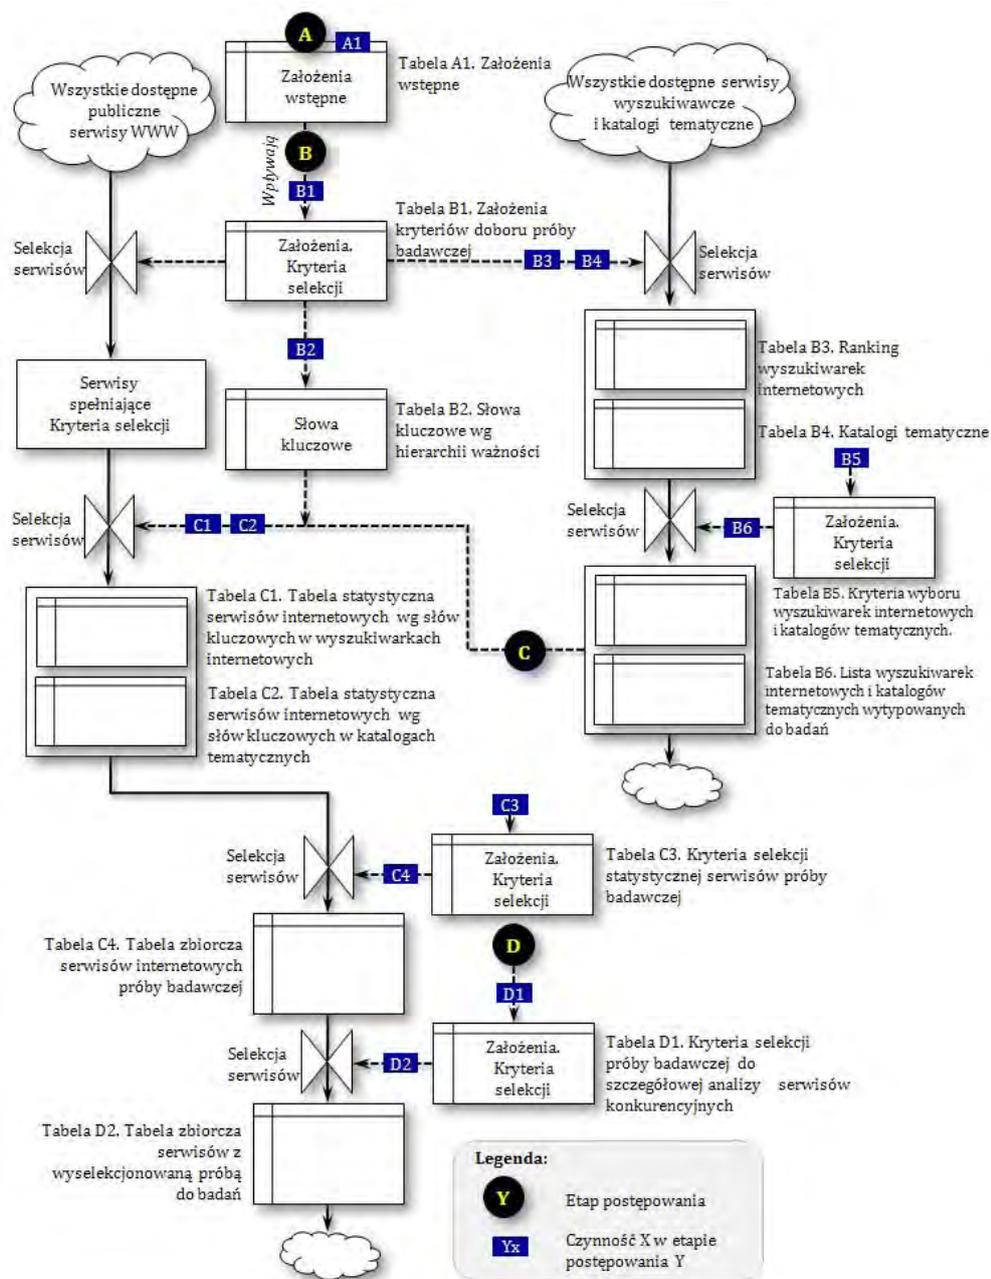 A
A1
Założenia
wstępne
Tabela A1. Założenia
wstępne
Wszystkie dostępne
publiczne
serwisy WWW
Wszystkie dostępne serwisy
wyszukiwawcze
i katalogi tematyczne
Wpływają
B
B1
Selekcja
serwisów
Założenia.
Kryteria
selekcji
Tabela B1. Założenia
kryteriów doboru próby
badawczej
B3
B4
Selekcja
serwisów
B2
Serwisy
spełniające
Kryteria selekcji
Słowa
kluczowe
Tabela B2. Słowa
kluczowe wg
hierarchii ważności
Tabela B3. Ranking
wyszukiwarek
internetowych
Tabela B4. Katalogi tematyczne
B5
Selekcja
serwisów
C1
C2
Selekcja
serwisów
B6
Założenia.
Kryteria
selekcji
Tabela B5. Kryteria wyboru
wyszukiwarek internetowych
i katalogów tematycznych.
Tabela C1. Tabela statystyczna
serwisów internetowych wg słów
kluczowych w wyszukiwarkach
internetowych
Tabela C2. Tabela statystyczna
serwisów internetowych wg
słów kluczowych w katalogach
tematycznych
C
Tabela B6. Lista wyszukiwarek
internetowych i katalogów
tematycznych wytypowanych
do badań
C3
Selekcja
serwisów
C4
Założenia.
Kryteria
selekcji
Tabela C3. Kryteria selekcji
statystycznej serwisów próby
badawczej
Tabela C4. Tabela zbiorcza
serwisów internetowych
próby badawczej
D
D1
Selekcja
serwisów
D2
Założenia.
Kryteria
selekcji
Tabela D1. Kryteria selekcji
próby badawczej do
szczegółowej analizy serwisów
konkurencyjnych
Tabela D2. Tabela zbiorcza
serwisów z
wyselekcjonowaną próbą
do badań
Legenda:
Y
Etap postępowania
Yx
Czynność X w etapie
postępowania Y